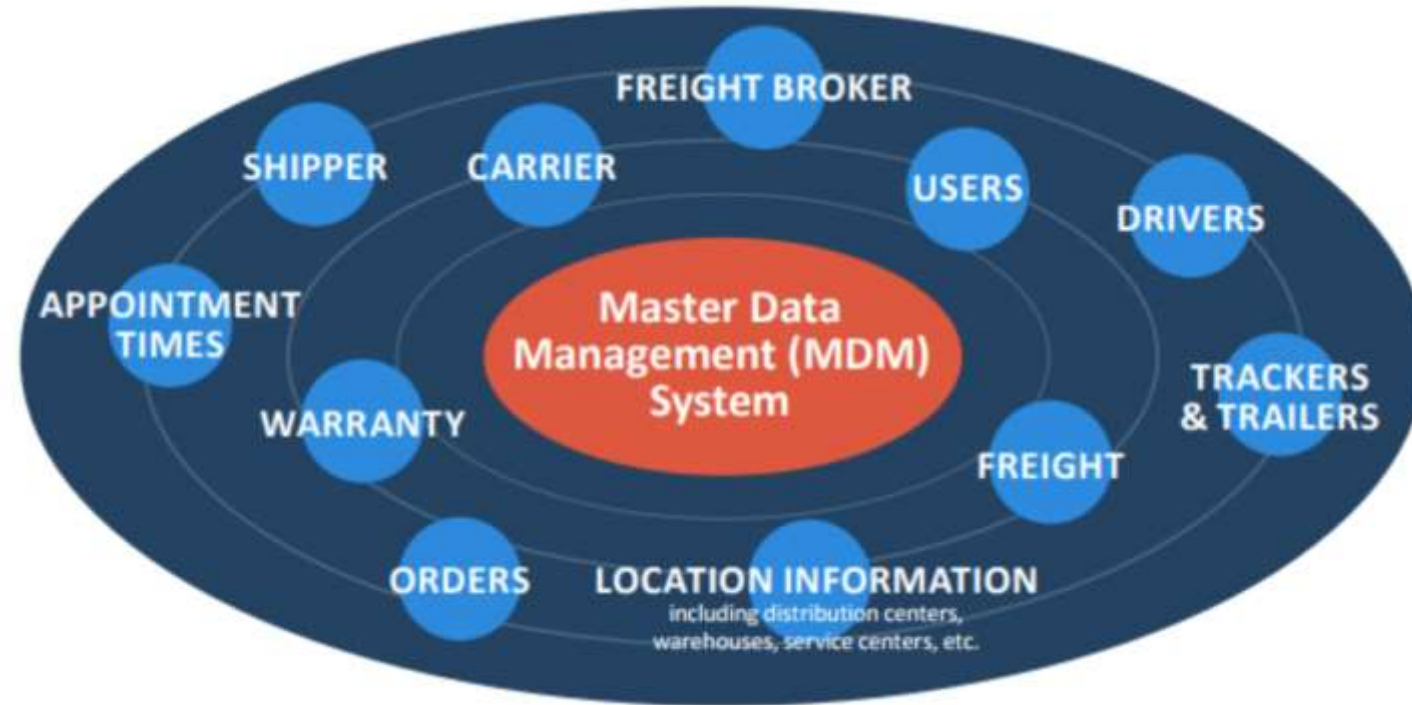 FREIGHT BROKER
SHIPPER
CARRIER
USERS
DRIVERS
APPOINTMENT
TIMES
Master Data
Management (MDM)
System
TRACKERS
& TRAILERS
WARRANTY
FREIGHT
ORDERS
LOCATION INFORMATION
including distribution centers,
warehouses, service centers, etc.